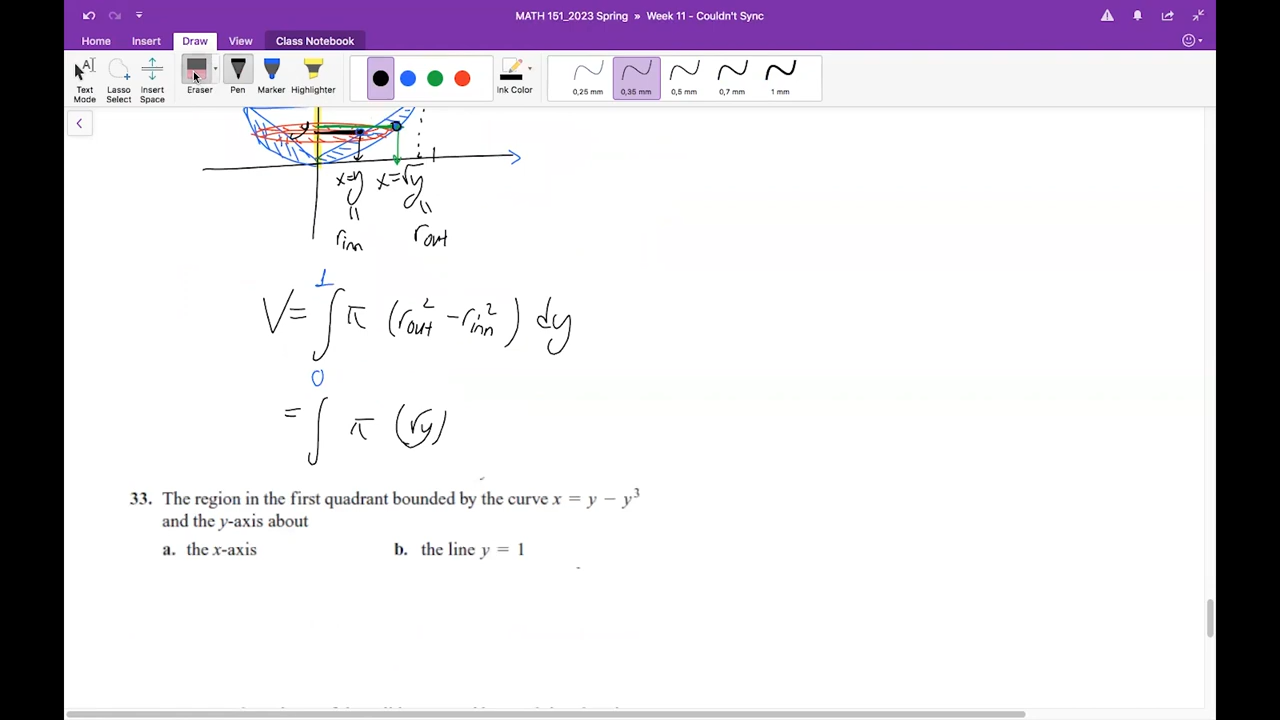 MATH 151_2023 Spring » Week 11 - Couldn't Sync
Home Insert Draw View Class Notebook
Text Mode
Lasso Select
Insert Space
Eraser
Pen
Marker
Highlighter
Ink Color
0,25 mm
0,35 mm
0,5 mm
0,7 mm
1 mm
x=y x=√y
r_inn r_out
1
V= ∫ π (r_out² - r_inn²) dy
0
= ∫ π (√y)
33. The region in the first quadrant bounded by the curve x = y − y³
and the y-axis about
a. the x-axis b. the line y = 1